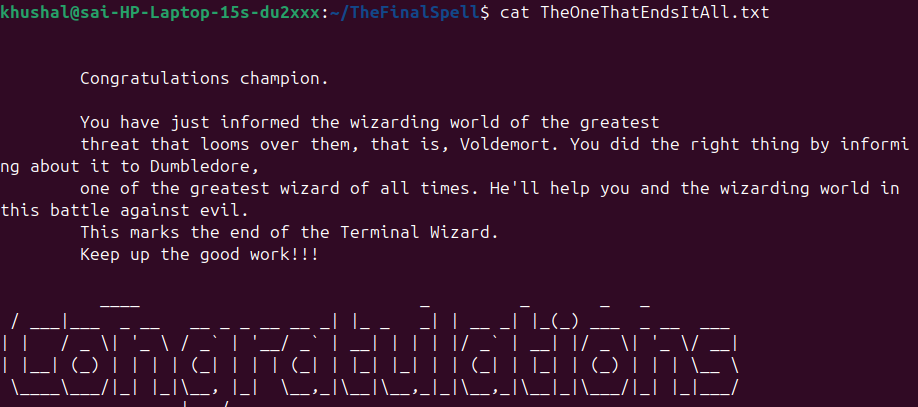 khushal@sai-HP-Laptop-15s-du2xxx:~/TheFinalSpell$ cat TheOneThatEndsItAll.txt
Congratulations champion.
You have just informed the wizarding world of the greatest
threat that looms over them, that is, Voldemort. You did the right thing by informi
ng about it to Dumbledore,
one of the greatest wizard of all times. He'll help you and the wizarding world in
this battle against evil.
This marks the end of the Terminal Wizard.
Keep up the good work!!!
Congratulations